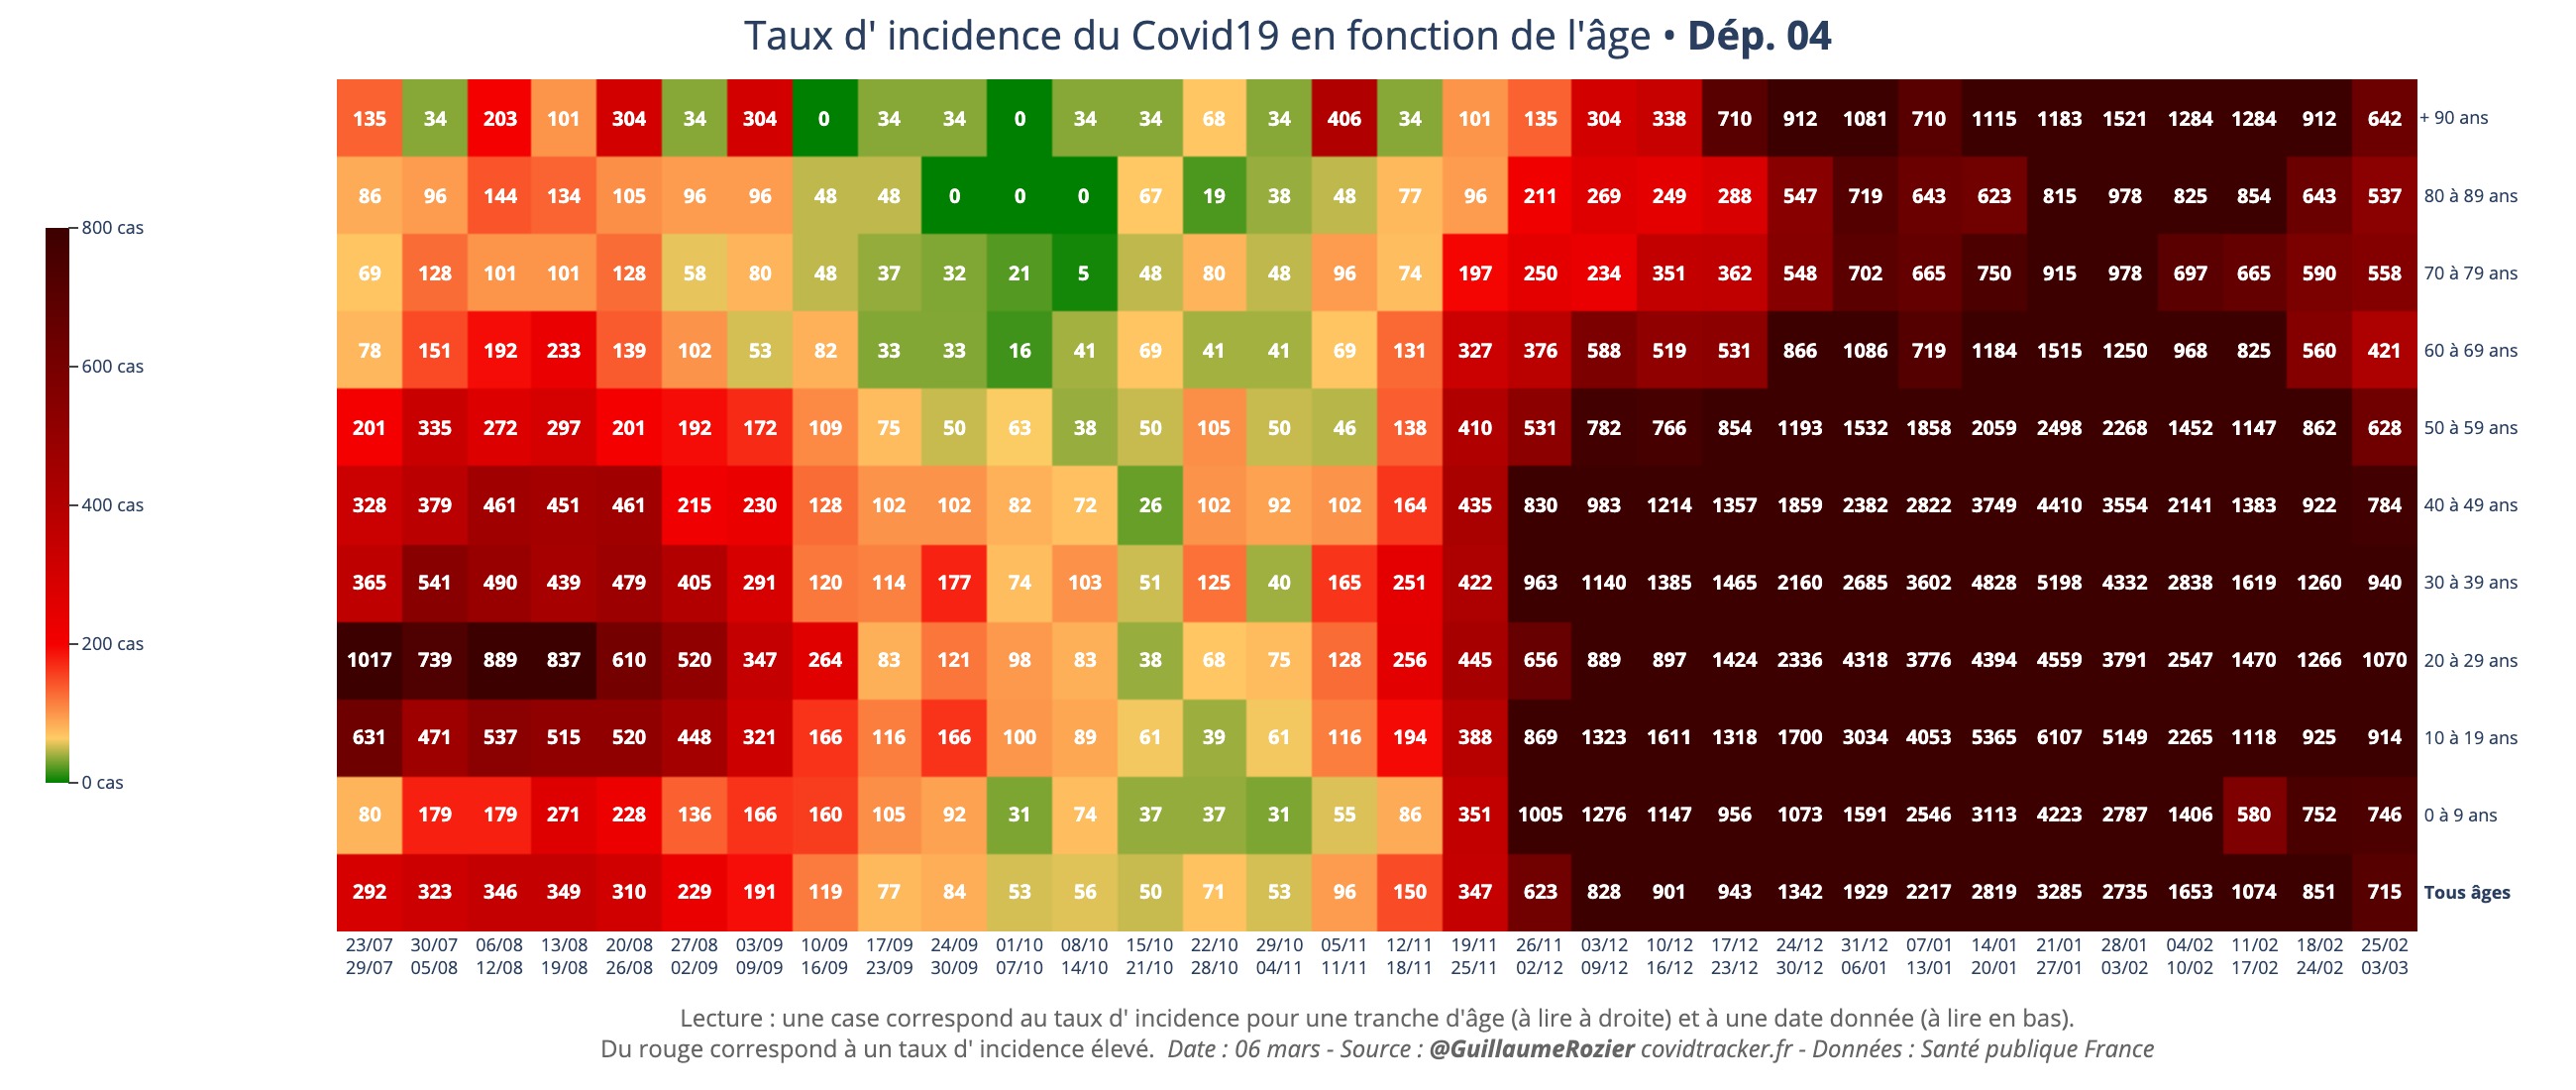 Taux d' incidence du Covid19 en fonction de l'âge • Dép. 04
135 34 203 101 304 34 304 0 34 34 0 34 34 68 34 406 34 101 135 304 338 710 912 1081 710 1115 1183 1521 1284 1284 912 642 + 90 ans
86 96 144 134 105 96 96 48 48 0 0 0 67 19 38 48 77 96 211 269 249 288 547 719 643 623 815 978 825 854 643 537 80 à 89 ans
800 cas
69 128 101 101 128 58 80 48 37 32 21 5 48 80 48 96 74 197 250 234 351 362 548 702 665 750 915 978 697 665 590 558 70 à 79 ans
78 151 192 233 139 102 53 82 33 33 16 41 69 41 41 69 131 327 376 588 519 531 866 1086 719 1184 1515 1250 968 825 560 421 60 à 69 ans
600 cas
201 335 272 297 201 192 172 109 75 50 63 38 50 105 50 46 138 410 531 782 766 854 1193 1532 1858 2059 2498 2268 1452 1147 862 628 50 à 59 ans
400 cas
328 379 461 451 461 215 230 128 102 102 82 72 26 102 92 102 164 435 830 983 1214 1357 1859 2382 2822 3749 4410 3554 2141 1383 922 784 40 à 49 ans
365 541 490 439 479 405 291 120 114 177 74 103 51 125 40 165 251 422 963 1140 1385 1465 2160 2685 3602 4828 5198 4332 2838 1619 1260 940 30 à 39 ans
200 cas
1017 739 889 837 610 520 347 264 83 121 98 83 38 68 75 128 256 445 656 889 897 1424 2336 4318 3776 4394 4559 3791 2547 1470 1266 1070 20 à 29 ans
631 471 537 515 520 448 321 166 116 166 100 89 61 39 61 116 194 388 869 1323 1611 1318 1700 3034 4053 5365 6107 5149 2265 1118 925 914 10 à 19 ans
0 cas
80 179 179 271 228 136 166 160 105 92 31 74 37 37 31 55 86 351 1005 1276 1147 956 1073 1591 2546 3113 4223 2787 1406 580 752 746 0 à 9 ans
292 323 346 349 310 229 191 119 77 84 53 56 50 71 53 96 150 347 623 828 901 943 1342 1929 2217 2819 3285 2735 1653 1074 851 715 Tous âges
23/07 30/07 06/08 13/08 20/08 27/08 03/09 10/09 17/09 24/09 01/10 08/10 15/10 22/10 29/10 05/11 12/11 19/11 26/11 03/12 10/12 17/12 24/12 31/12 07/01 14/01 21/01 28/01 04/02 11/02 18/02 25/02
29/07 05/08 12/08 19/08 26/08 02/09 09/09 16/09 23/09 30/09 07/10 14/10 21/10 28/10 04/11 11/11 18/11 25/11 02/12 09/12 16/12 23/12 30/12 06/01 13/01 20/01 27/01 03/02 10/02 17/02 24/02 03/03
Lecture : une case correspond au taux d' incidence pour une tranche d'âge (à lire à droite) et à une date donnée (à lire en bas).
Du rouge correspond à un taux d' incidence élevé. Date : 06 mars - Source : @GuillaumeRozier covidtracker.fr - Données : Santé publique France